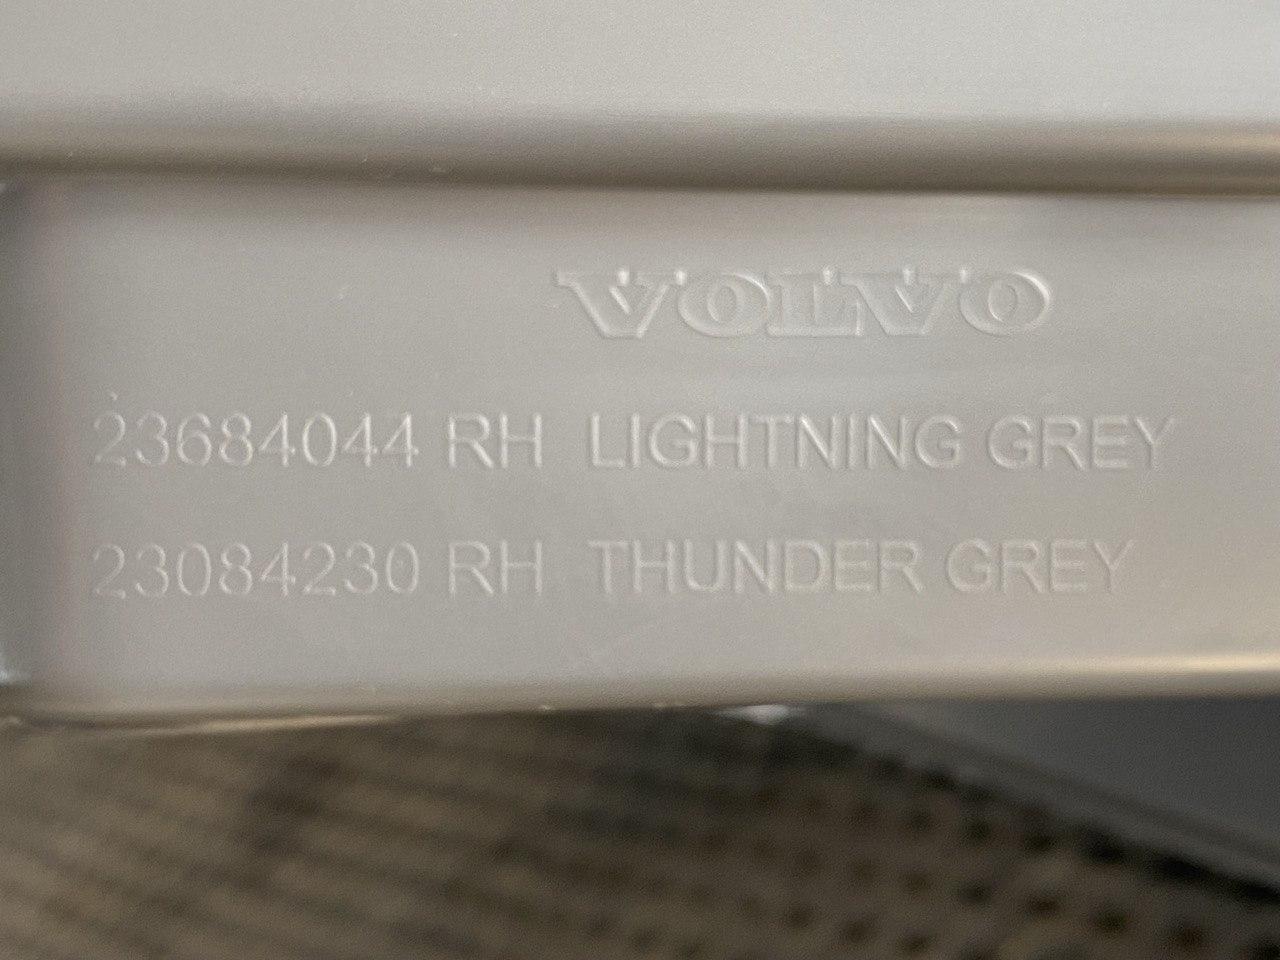 VOLVO
23684044 RH LIGHTNING GREY
23084230 RH THUNDER GREY